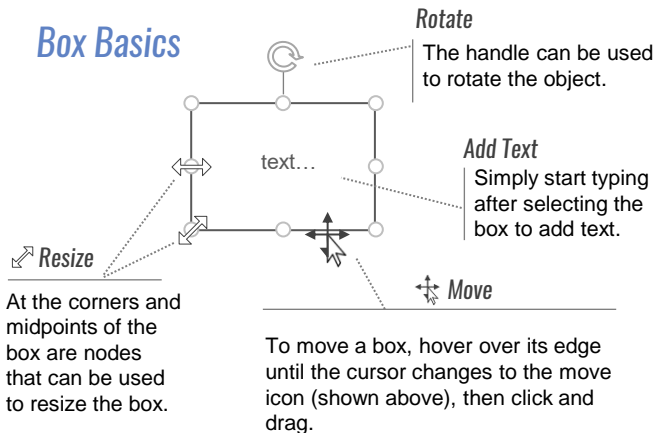 Box Basics
Rotate
The handle can be used
to rotate the object.
text…
Add Text
Simply start typing
after selecting the
box to add text.
Resize
At the corners and
midpoints of the
box are nodes
that can be used
to resize the box.
Move
To move a box, hover over its edge
until the cursor changes to the move
icon (shown above), then click and
drag.